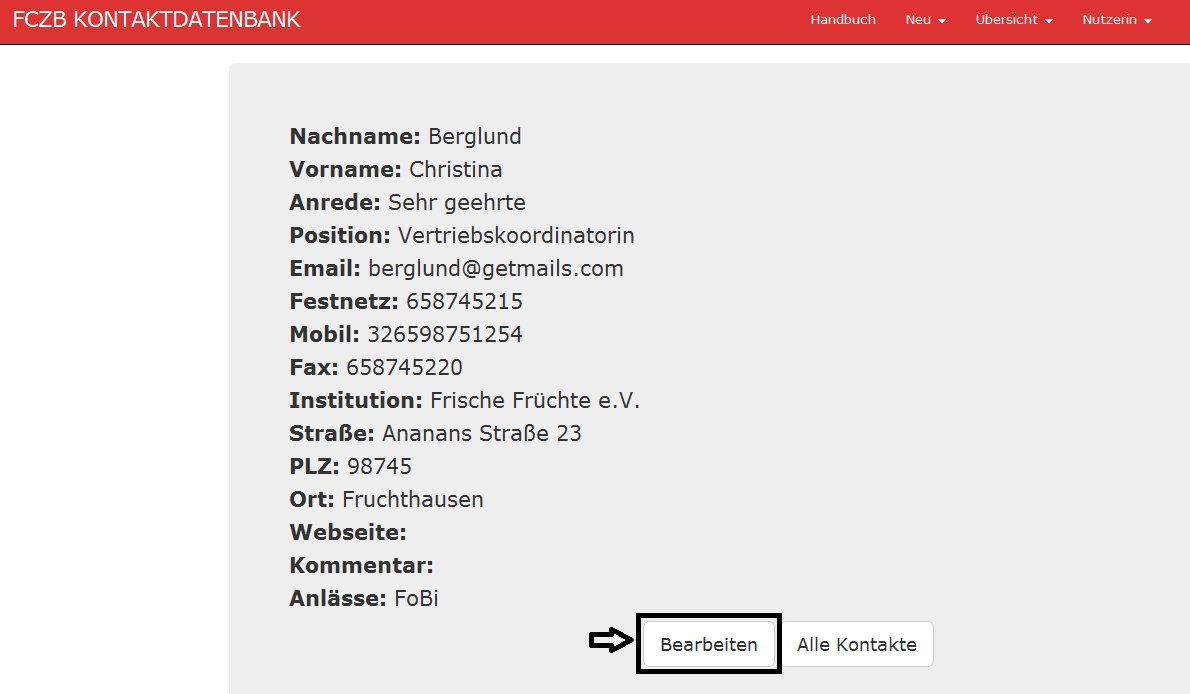 FCZB KONTAKTDATENBANK
Handbuch Neu Übersicht Nutzerin
Nachname: Berglund
Vorname: Christina
Anrede: Sehr geehrte
Position: Vertriebskoordinatorin
Email: berglund@getmails.com
Festnetz: 658745215
Mobil: 326598751254
Fax: 658745220
Institution: Frische Früchte e.V.
Straße: Ananans Straße 23
PLZ: 98745
Ort: Fruchthausen
Webseite:
Kommentar:
Anlässe: FoBi
Bearbeiten Alle Kontakte